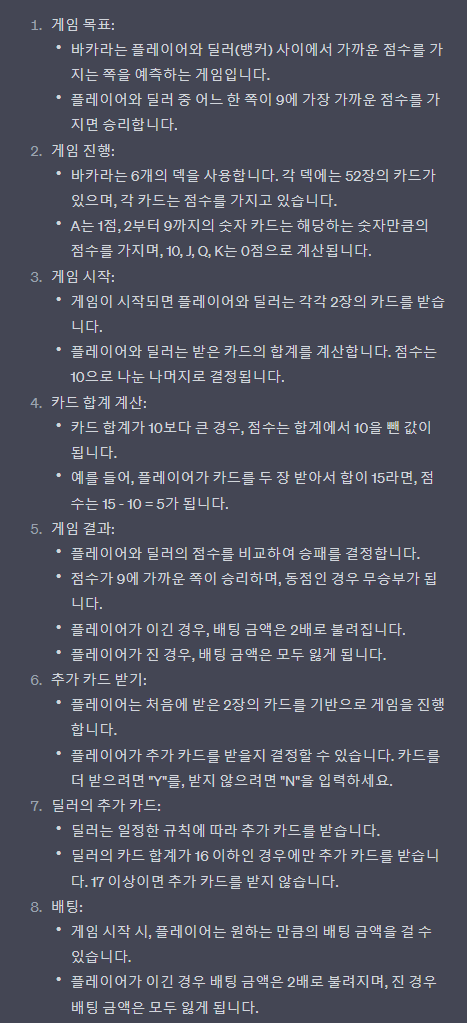 1. 게임 목표:
• 바카라는 플레이어와 딜러(뱅커) 사이에서 가까운 점수를 가
지는 쪽을 예측하는 게임입니다.
• 플레이어와 딜러 중 어느 한 쪽이 9에 가장 가까운 점수를 가
지면 승리합니다.
2. 게임 진행:
• 바카라는 6개의 덱을 사용합니다. 각 덱에는 52장의 카드가
있으며, 각 카드는 점수를 가지고 있습니다.
• A는 1점, 2부터 9까지의 숫자 카드는 해당하는 숫자만큼의
점수를 가지며, 10, J, Q, K는 0점으로 계산됩니다.
3. 게임 시작:
• 게임이 시작되면 플레이어와 딜러는 각각 2장의 카드를 받습
니다.
• 플레이어와 딜러는 받은 카드의 합계를 계산합니다. 점수는
10으로 나눈 나머지로 결정됩니다.
4. 카드 합계 계산:
• 카드 합계가 10보다 큰 경우, 점수는 합계에서 10을 뺀 값이
됩니다.
• 예를 들어, 플레이어가 카드를 두 장 받아서 합이 15라면, 점
수는 15 - 10 = 5가 됩니다.
5. 게임 결과:
• 플레이어와 딜러의 점수를 비교하여 승패를 결정합니다.
• 점수가 9에 가까운 쪽이 승리하며, 동점인 경우 무승부가 됩
니다.
• 플레이어가 이긴 경우, 배팅 금액은 2배로 불려집니다.
• 플레이어가 진 경우, 배팅 금액은 모두 잃게 됩니다.
6. 추가 카드 받기:
• 플레이어는 처음에 받은 2장의 카드를 기반으로 게임을 진행
합니다.
• 플레이어가 추가 카드를 받을지 결정할 수 있습니다. 카드를
더 받으려면 "Y"를, 받지 않으려면 "N"을 입력하세요.
7. 딜러의 추가 카드:
• 딜러는 일정한 규칙에 따라 추가 카드를 받습니다.
• 딜러의 카드 합계가 16 이하인 경우에만 추가 카드를 받습니
다. 17 이상이면 추가 카드를 받지 않습니다.
8. 배팅:
• 게임 시작 시, 플레이어는 원하는 만큼의 배팅 금액을 걸 수
있습니다.
• 플레이어가 이긴 경우 배팅 금액은 2배로 불려지며, 진 경우
배팅 금액은 모두 잃게 됩니다.